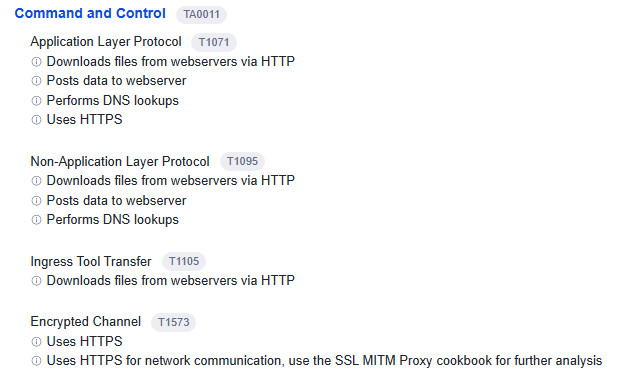 Command and Control TA0011
Application Layer Protocol T1071
Downloads files from webservers via HTTP
Posts data to webserver
Performs DNS lookups
Uses HTTPS
Non-Application Layer Protocol T1095
Downloads files from webservers via HTTP
Posts data to webserver
Performs DNS lookups
Ingress Tool Transfer T1105
Downloads files from webservers via HTTP
Encrypted Channel T1573
Uses HTTPS
Uses HTTPS for network communication, use the SSL MITM Proxy cookbook for further analysis